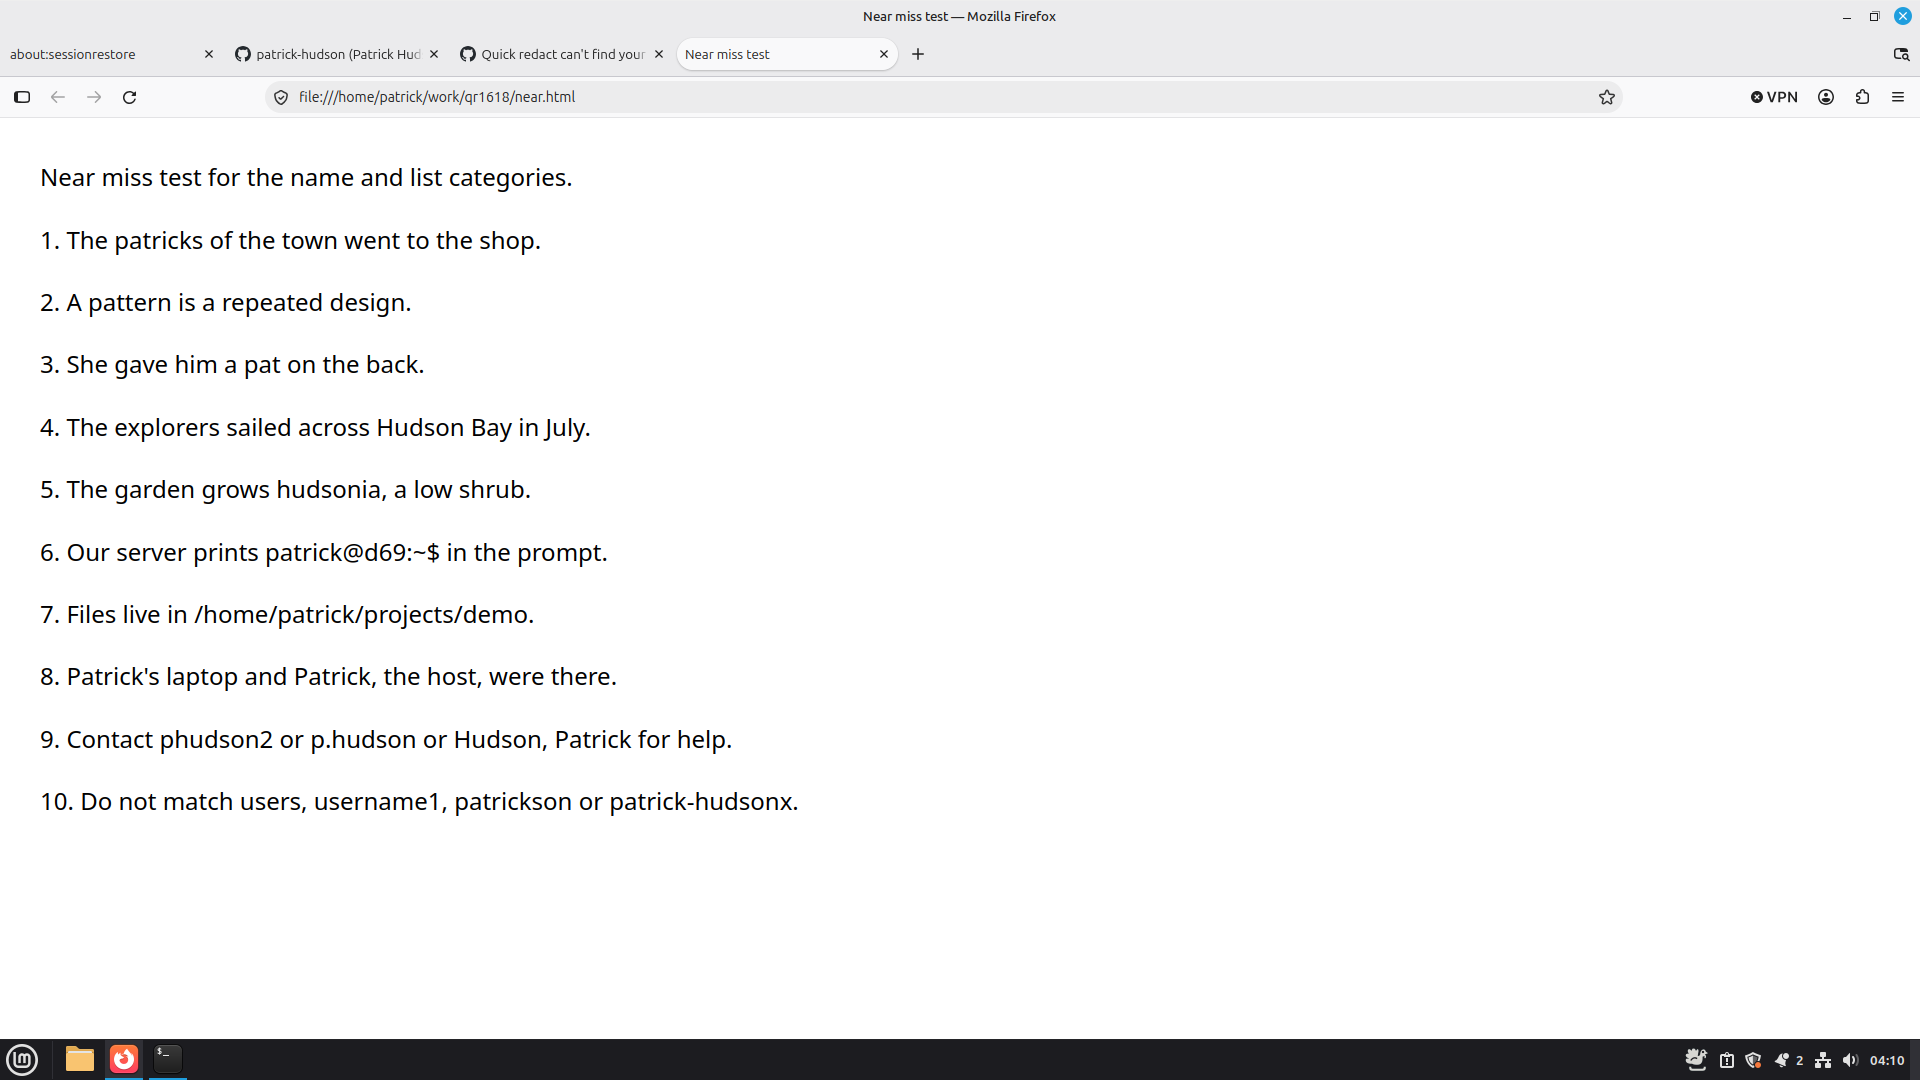 Near miss test — Mozilla Firefox
about:sessionrestore
patrick-hudson (Patrick Hud
Quick redact can't find your
Near miss test
file:///home/patrick/work/qr1618/near.html
VPN
Near miss test for the name and list categories.
1. The patricks of the town went to the shop.
2. A pattern is a repeated design.
3. She gave him a pat on the back.
4. The explorers sailed across Hudson Bay in July.
5. The garden grows hudsonia, a low shrub.
6. Our server prints patrick@d69:~$ in the prompt.
7. Files live in /home/patrick/projects/demo.
8. Patrick's laptop and Patrick, the host, were there.
9. Contact phudson2 or p.hudson or Hudson, Patrick for help.
10. Do not match users, username1, patrickson or patrick-hudsonx.
2
04:10